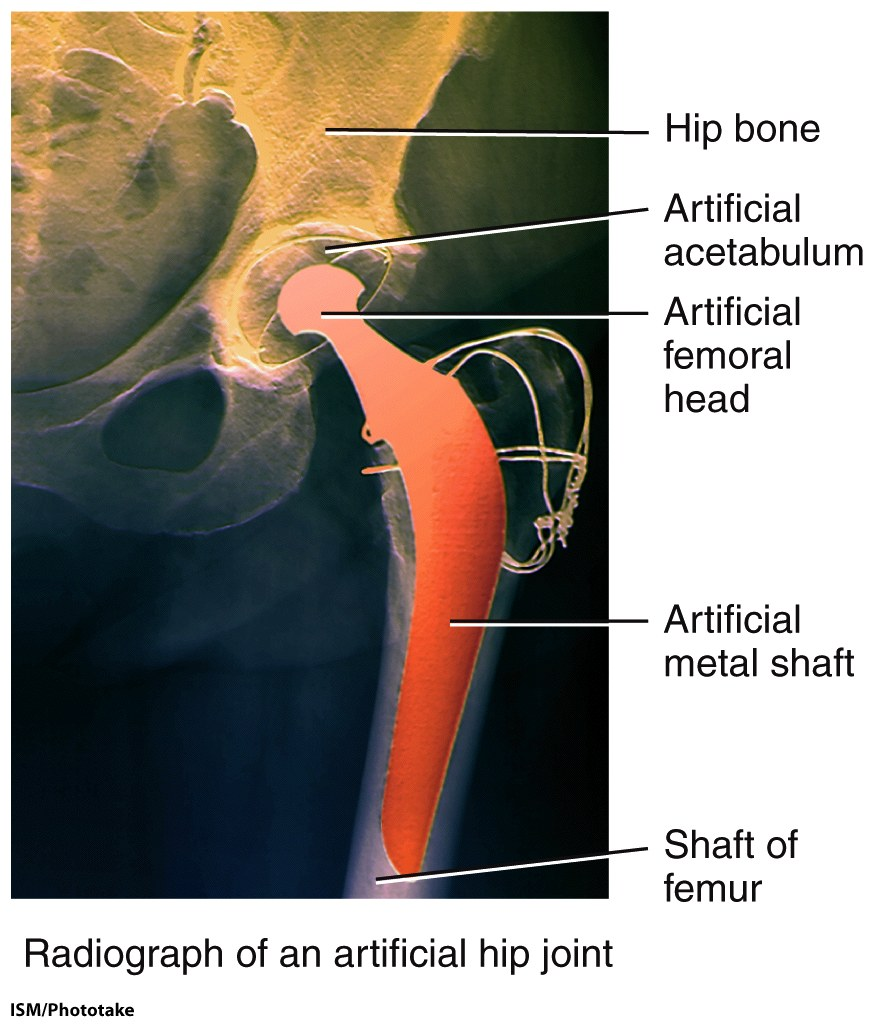 Hip bone
Artificial
acetabulum
Artificial
femoral
head
Artificial
metal shaft
Shaft of
femur
Radiograph of an artificial hip joint
ISM/Phototake